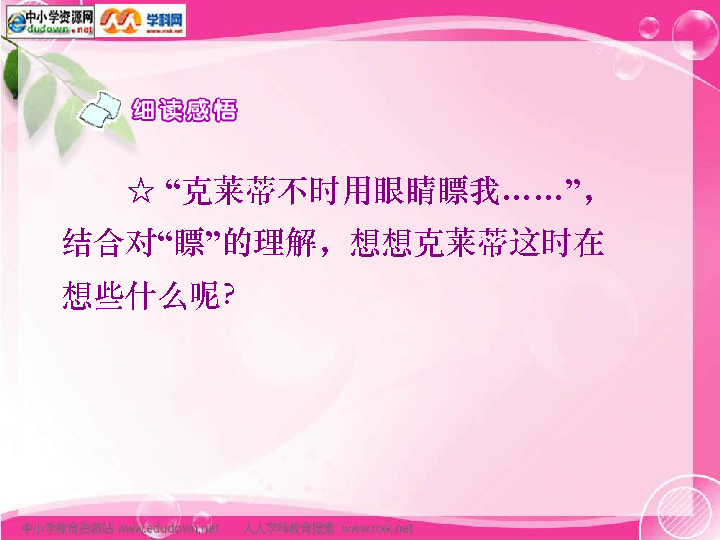 中小学资源网
dudown.net
学科网
www.nxk.net
细读感悟
☆ “克莱蒂不时用眼睛瞟我……”，
结合对“瞟”的理解，想想克莱蒂这时在
想些什么呢？
中小学教育资源站 www.edudown.net 人人学科教育搜索 www.nxk.net